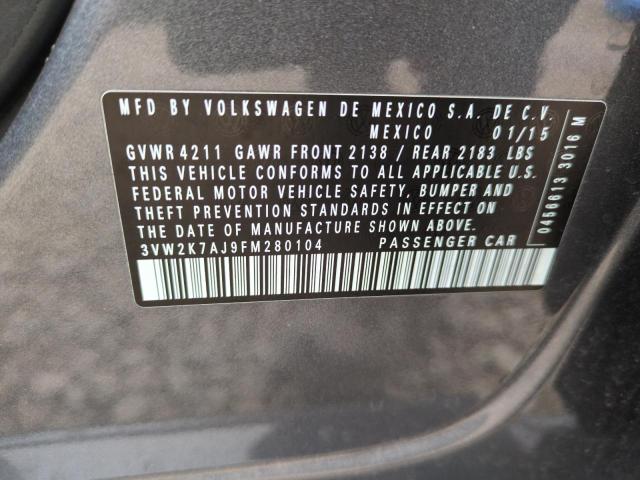 MFD BY VOLKSWAGEN DE MEXICO S.A. DE C.V.
MEXICO 01/15
GVWR 4211 GAWR FRONT 2138 / REAR 2183 LBS
THIS VEHICLE CONFORMS TO ALL APPLICABLE U.S.
FEDERAL MOTOR VEHICLE SAFETY, BUMPER AND
THEFT PREVENTION STANDARDS IN EFFECT ON
THE DATE OF MANUFACTURE SHOWN ABOVE.
3VW2K7AJ9FM280104 PASSENGER CAR
0456613 3016 M